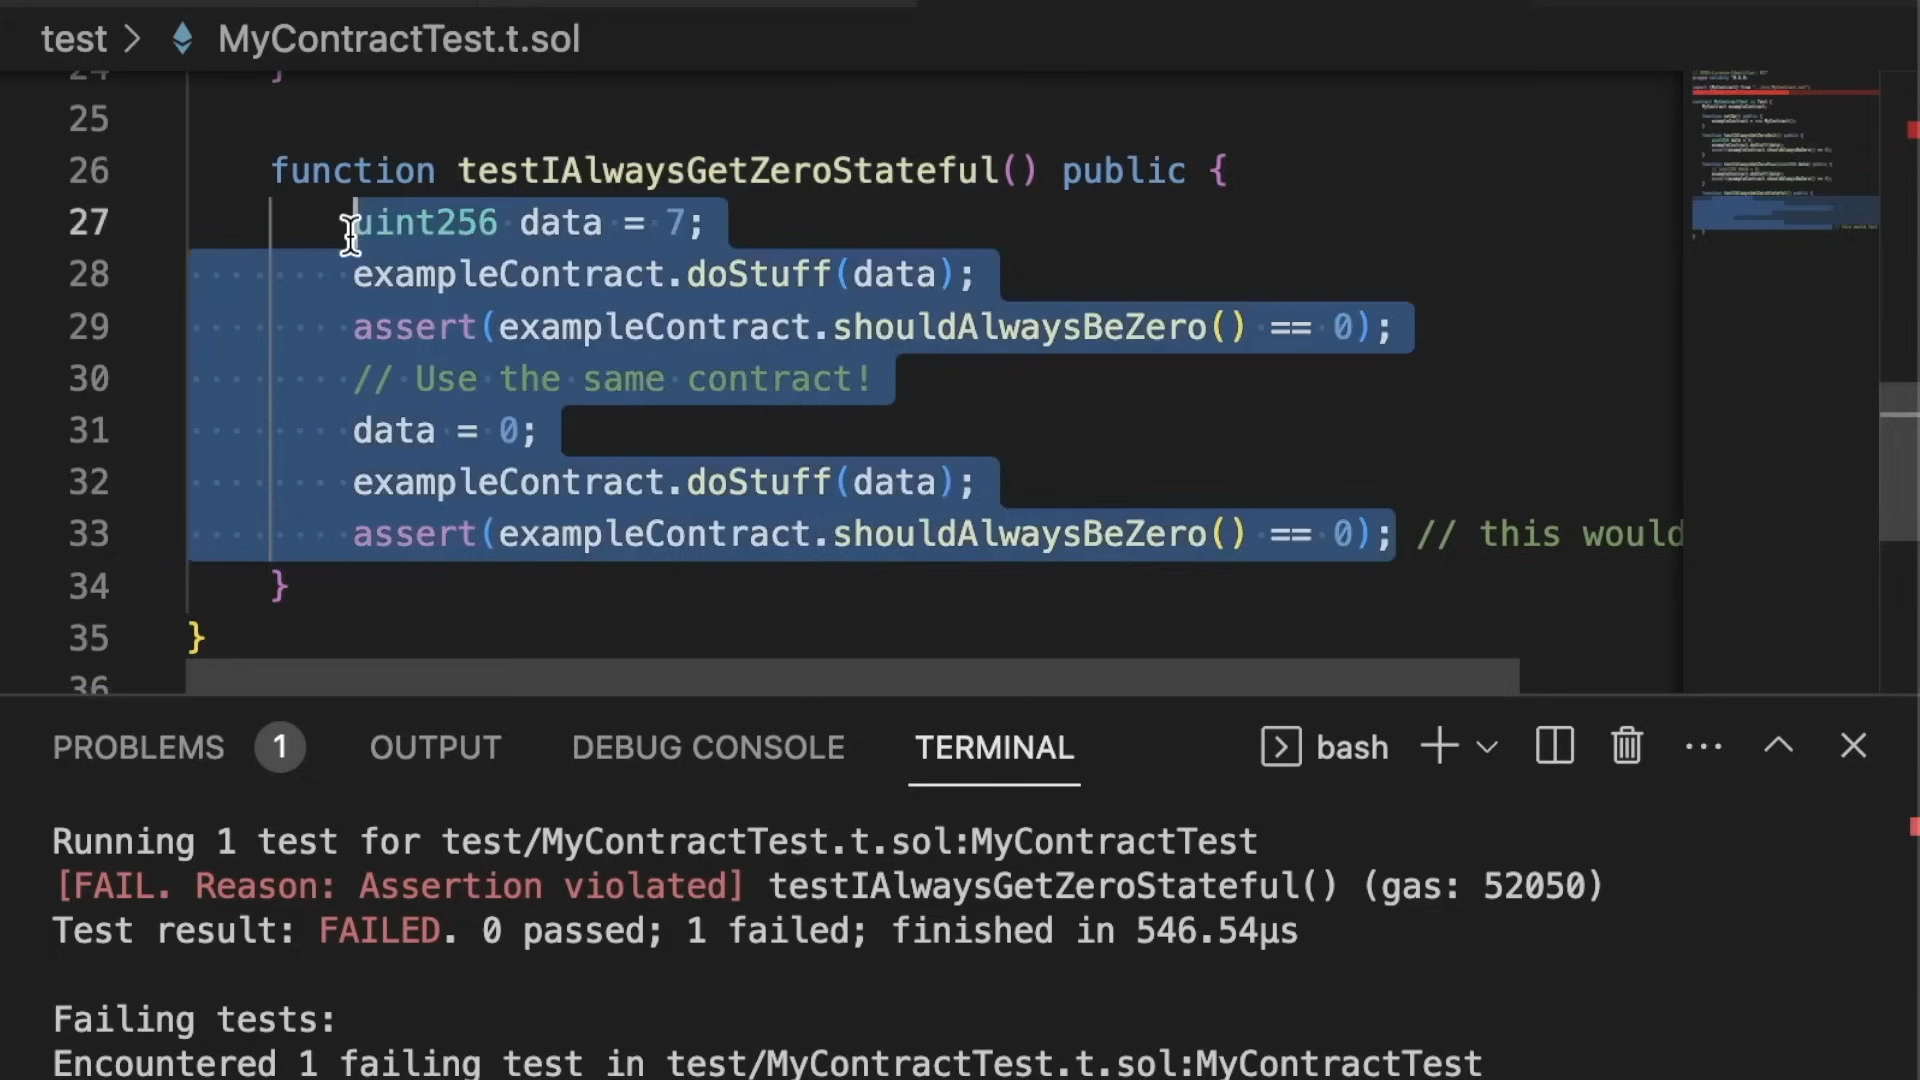 test > MyContractTest.t.sol
24 }
25
26 function testIAlwaysGetZeroStateful() public {
27 uint256 data = 7;
28 exampleContract.doStuff(data);
29 assert(exampleContract.shouldAlwaysBeZero() == 0);
30 // Use the same contract!
31 data = 0;
32 exampleContract.doStuff(data);
33 assert(exampleContract.shouldAlwaysBeZero() == 0); // this would
34 }
35 }
36
PROBLEMS 1 OUTPUT DEBUG CONSOLE TERMINAL bash
Running 1 test for test/MyContractTest.t.sol:MyContractTest
[FAIL. Reason: Assertion violated] testIAlwaysGetZeroStateful() (gas: 52050)
Test result: FAILED. 0 passed; 1 failed; finished in 546.54µs
Failing tests:
Encountered 1 failing test in test/MyContractTest.t.sol:MyContractTest